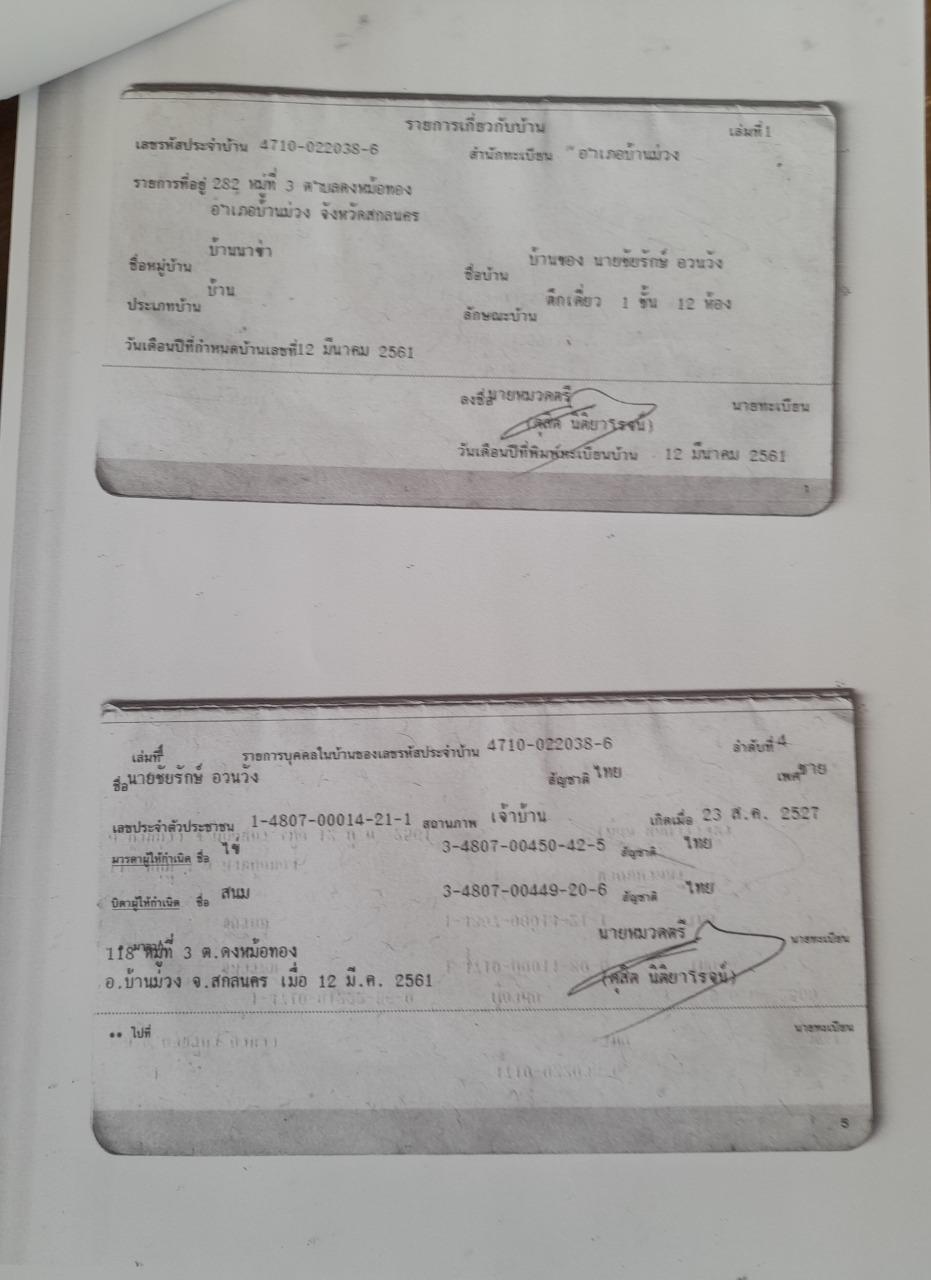 รายการเกี่ยวกับบ้าน เล่มที่ 1
เลขรหัสประจำบ้าน 4710-022038-6 สำนักทะเบียน อำเภอบ้านม่วง
รายการที่อยู่ 282 หมู่ที่ 3 ตำบลดงหม้อทอง
อำเภอบ้านม่วง จังหวัดสกลนคร
ชื่อหมู่บ้าน บ้านนาซ่า ชื่อบ้าน บ้านของ นายชัยรักษ์ อวนวัง
ประเภทบ้าน บ้าน ลักษณะบ้าน ตึกเดี่ยว 1 ชั้น 12 ห้อง
วันเดือนปีที่กำหนดบ้านเลขที่ 12 มีนาคม 2561
ลงชื่อ นายหมวดตรี นายทะเบียน
(ดุสิต นิติยาวิรจน์)
วันเดือนปีที่พิมพ์ทะเบียนบ้าน 12 มีนาคม 2561
1
เล่มที่ 1 รายการบุคคลในบ้านของเลขรหัสประจำบ้าน 4710-022038-6 ลำดับที่ 4
ชื่อ นายชัยรักษ์ อวนวัง สัญชาติ ไทย เพศ ชาย
เลขประจำตัวประชาชน 1-4807-00014-21-1 สถานภาพ เจ้าบ้าน เกิดเมื่อ 23 ส.ค. 2527
มารดาผู้ให้กำเนิด ชื่อ ไข 3-4807-00450-42-5 สัญชาติ ไทย
บิดาผู้ให้กำเนิด ชื่อ สนม 3-4807-00449-20-6 สัญชาติ ไทย
นายหมวดตรี นายทะเบียน
118 หมู่ที่ 3 ต.ดงหม้อทอง
อ.บ้านม่วง จ.สกลนคร เมื่อ 12 มี.ค. 2561 (ดุสิต นิติยาวิรจน์)
** ไปที่ นายทะเบียน
5